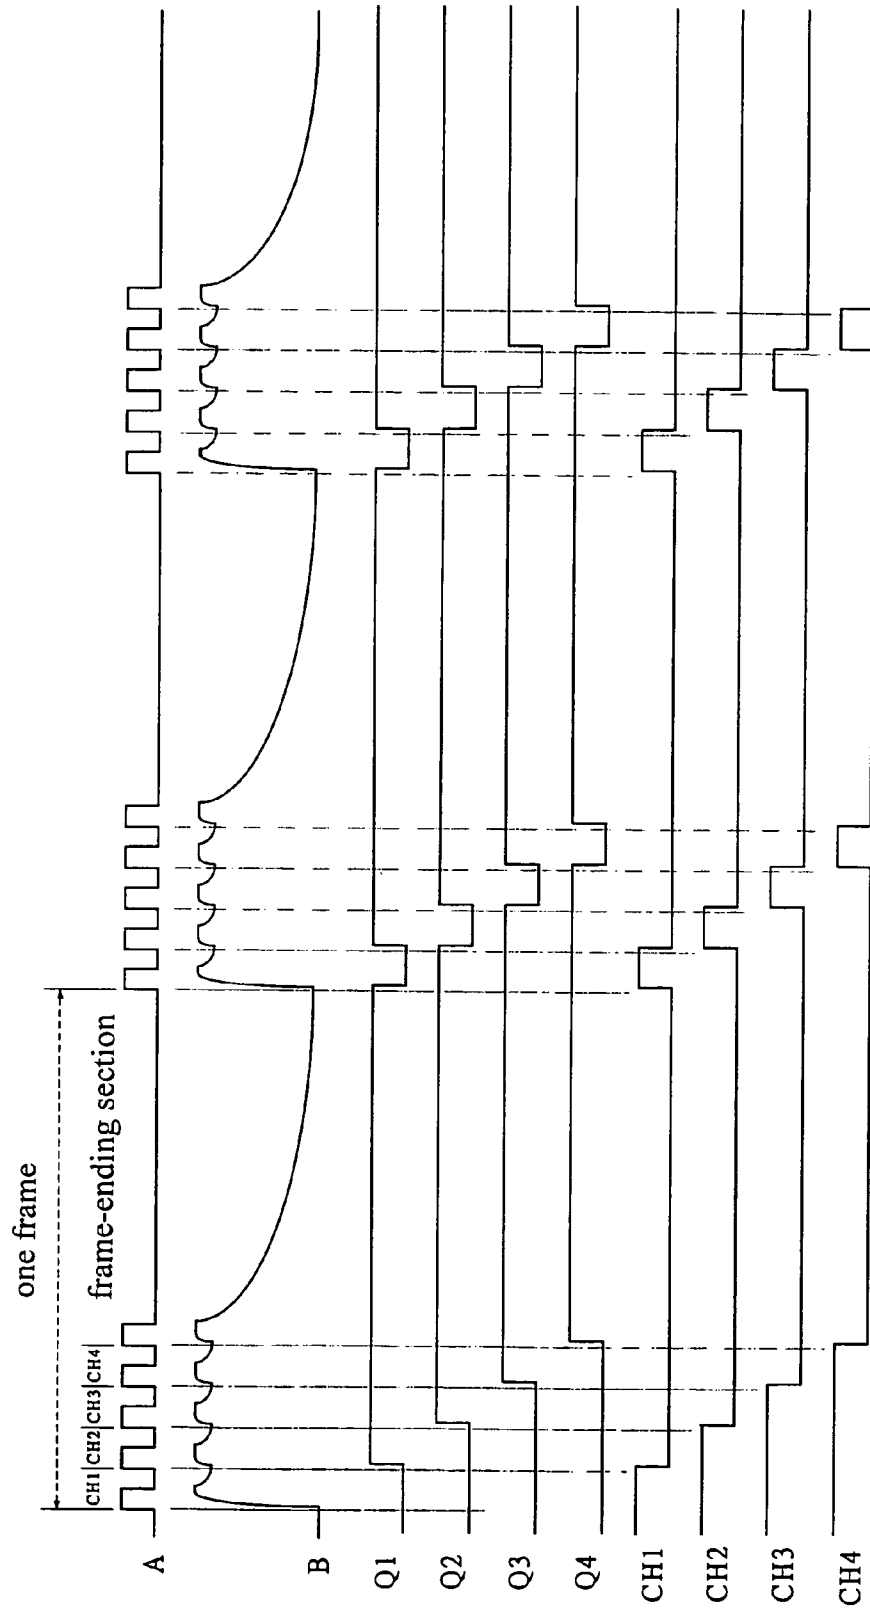 one frame
frame-ending section
CH1 CH2 CH3 CH4
A
B
Q1
Q2
Q3
Q4
CH1
CH2
CH3
CH4